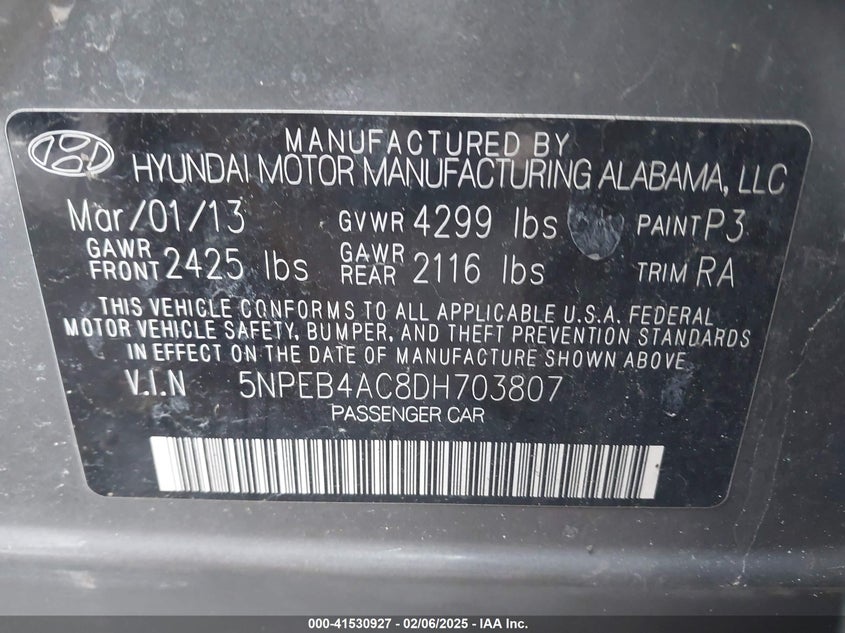 MANUFACTURED BY
HYUNDAI MOTOR MANUFACTURING ALABAMA, LLC
Mar/01/13 GVWR 4299 lbs PAINT P3
GAWR FRONT 2425 lbs GAWR REAR 2116 lbs TRIM RA
THIS VEHICLE CONFORMS TO ALL APPLICABLE U.S.A. FEDERAL
MOTOR VEHICLE SAFETY, BUMPER, AND THEFT PREVENTION STANDARDS
IN EFFECT ON THE DATE OF MANUFACTURE SHOWN ABOVE.
V.I.N 5NPEB4AC8DH703807
PASSENGER CAR
000-41530927 - 02/06/2025 - IAA Inc.